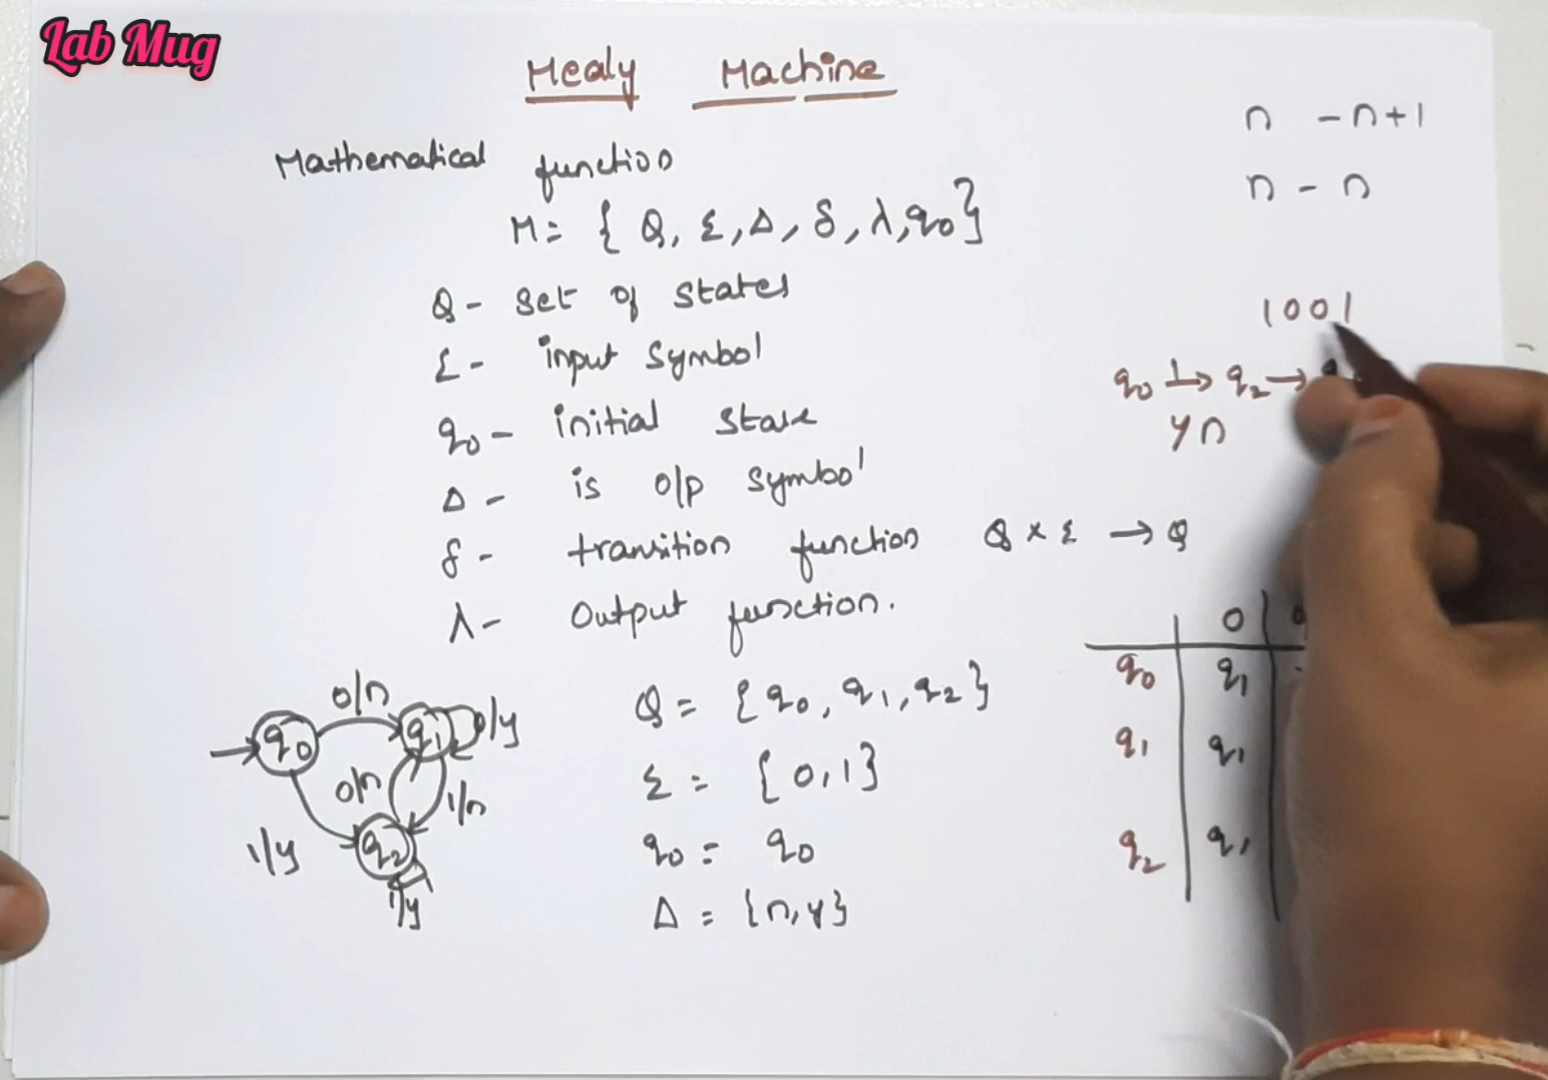 Lab Mug
Mealy Machine
n - n+1
n - n
Mathematical function
M = { Q, Σ, Δ, δ, λ, q0}
Q - set of states
1001
Σ - input symbol
q0 1→ q2 →
y n
q0 - initial state
Δ - is o/p symbol
δ - transition function Q × Σ → Q
λ - Output function.
0
q0 q1
q1 q1
q2 q1
0/n
q0 q1 0/y
0/n 1/n
1/y q2
1/y
Q = {q0, q1, q2}
Σ = {0,1}
q0 = q0
Δ = {n,y}